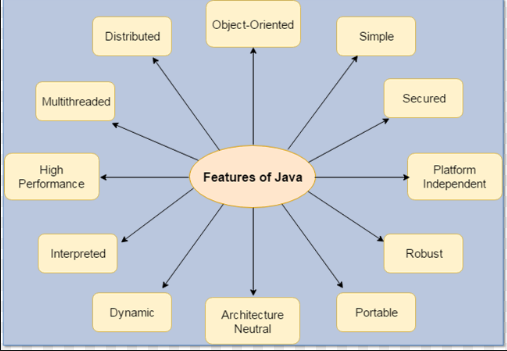 Object-Oriented
Distributed
Simple
Multithreaded
Secured
High
Performance
Features of Java
Platform
Independent
Interpreted
Robust
Dynamic
Architecture
Neutral
Portable